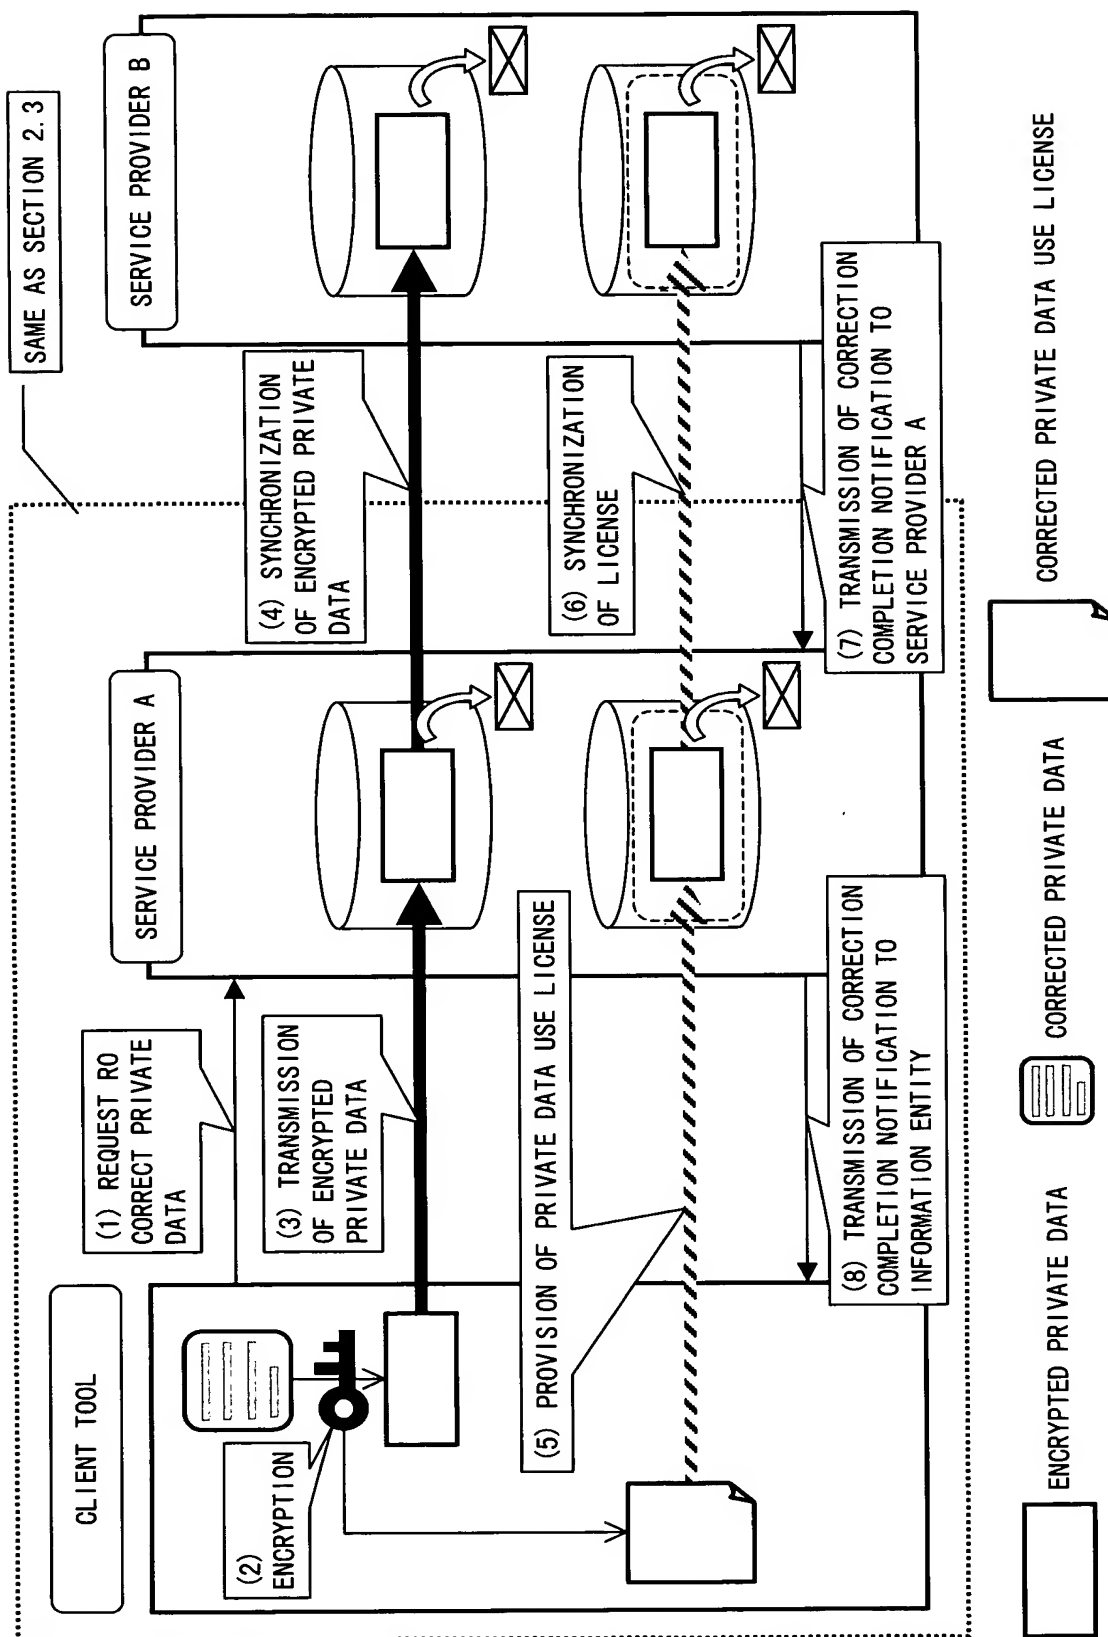 SAME AS SECTION 2.3
CLIENT TOOL
SERVICE PROVIDER A
SERVICE PROVIDER B
(1) REQUEST RO
CORRECT PRIVATE
DATA
(2)
ENCRYPTION
(3) TRANSMISSION
OF ENCRYPTED
PRIVATE DATA
(4) SYNCHRONIZATION
OF ENCRYPTED PRIVATE
DATA
(5) PROVISION OF PRIVATE DATA USE LICENSE
(6) SYNCHRONIZATION
OF LICENSE
(7) TRANSMISSION OF CORRECTION
COMPLETION NOTIFICATION TO
SERVICE PROVIDER A
(8) TRANSMISSION OF CORRECTION
COMPLETION NOTIFICATION TO
INFORMATION ENTITY
ENCRYPTED PRIVATE DATA
CORRECTED PRIVATE DATA
CORRECTED PRIVATE DATA USE LICENSE